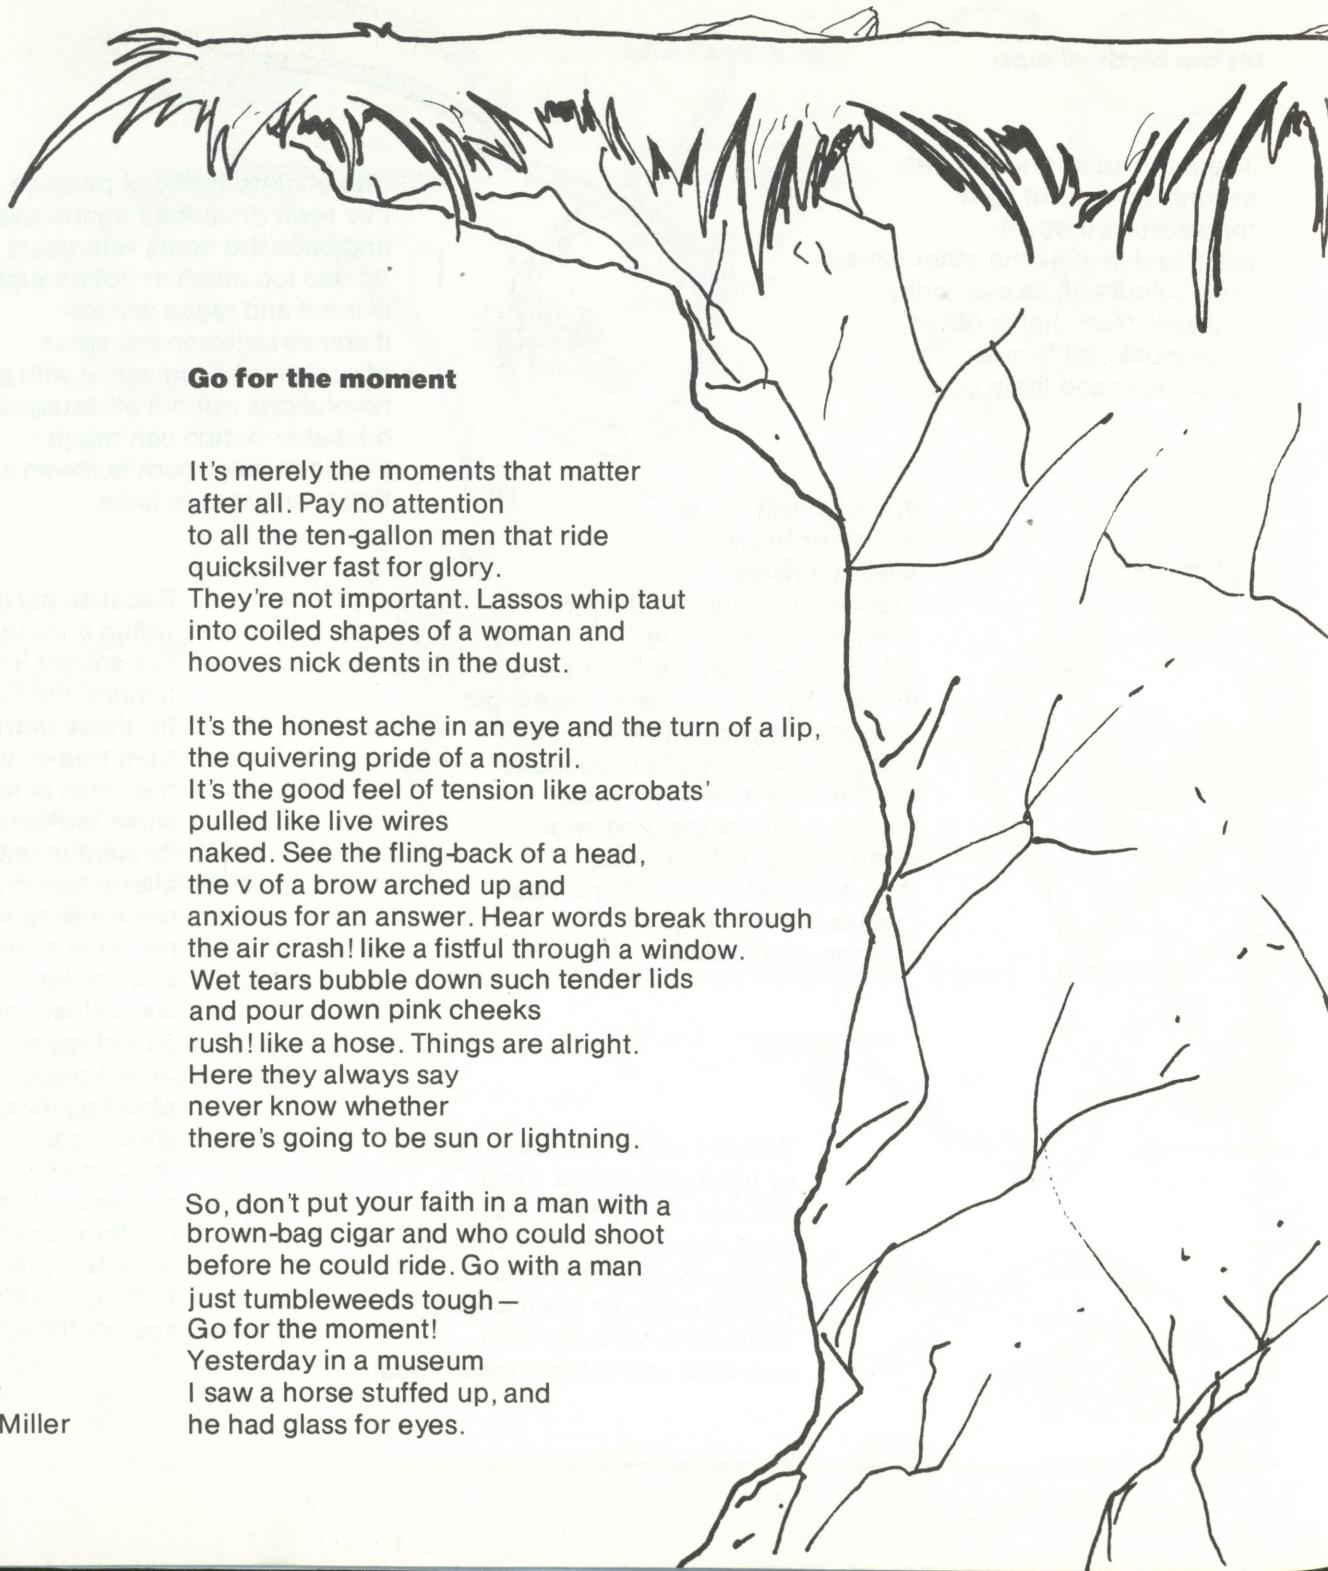 Go for the moment

It's merely the moments that matter
after all. Pay no attention
to all the ten-gallon men that ride
quicksilver fast for glory.
They're not important. Lassos whip taut
into coiled shapes of a woman and
hooves nick dents in the dust.

It's the honest ache in an eye and the turn of a lip,
the quivering pride of a nostril.
It's the good feel of tension like acrobats'
pulled like live wires
naked. See the fling-back of a head,
the v of a brow arched up and
anxious for an answer. Hear words break through
the air crash! like a fistful through a window.
Wet tears bubble down such tender lids
and pour down pink cheeks
rush! like a hose. Things are alright.
Here they always say
never know whether
there's going to be sun or lightning.

So, don't put your faith in a man with a
brown-bag cigar and who could shoot
before he could ride. Go with a man
just tumbleweeds tough—
Go for the moment!
Yesterday in a museum
I saw a horse stuffed up, and
he had glass for eyes.
Miller